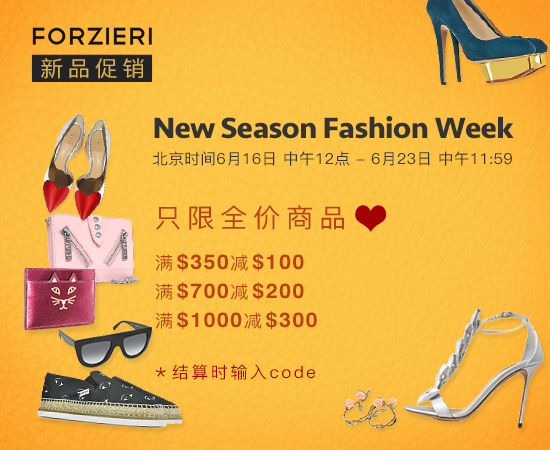 FORZIERI
新品促销
New Season Fashion Week
北京时间6月16日 中午12点 – 6月23日 中午11:59
只限全价商品
满$350减$100
满$700减$200
满$1000减$300
*结算时输入code